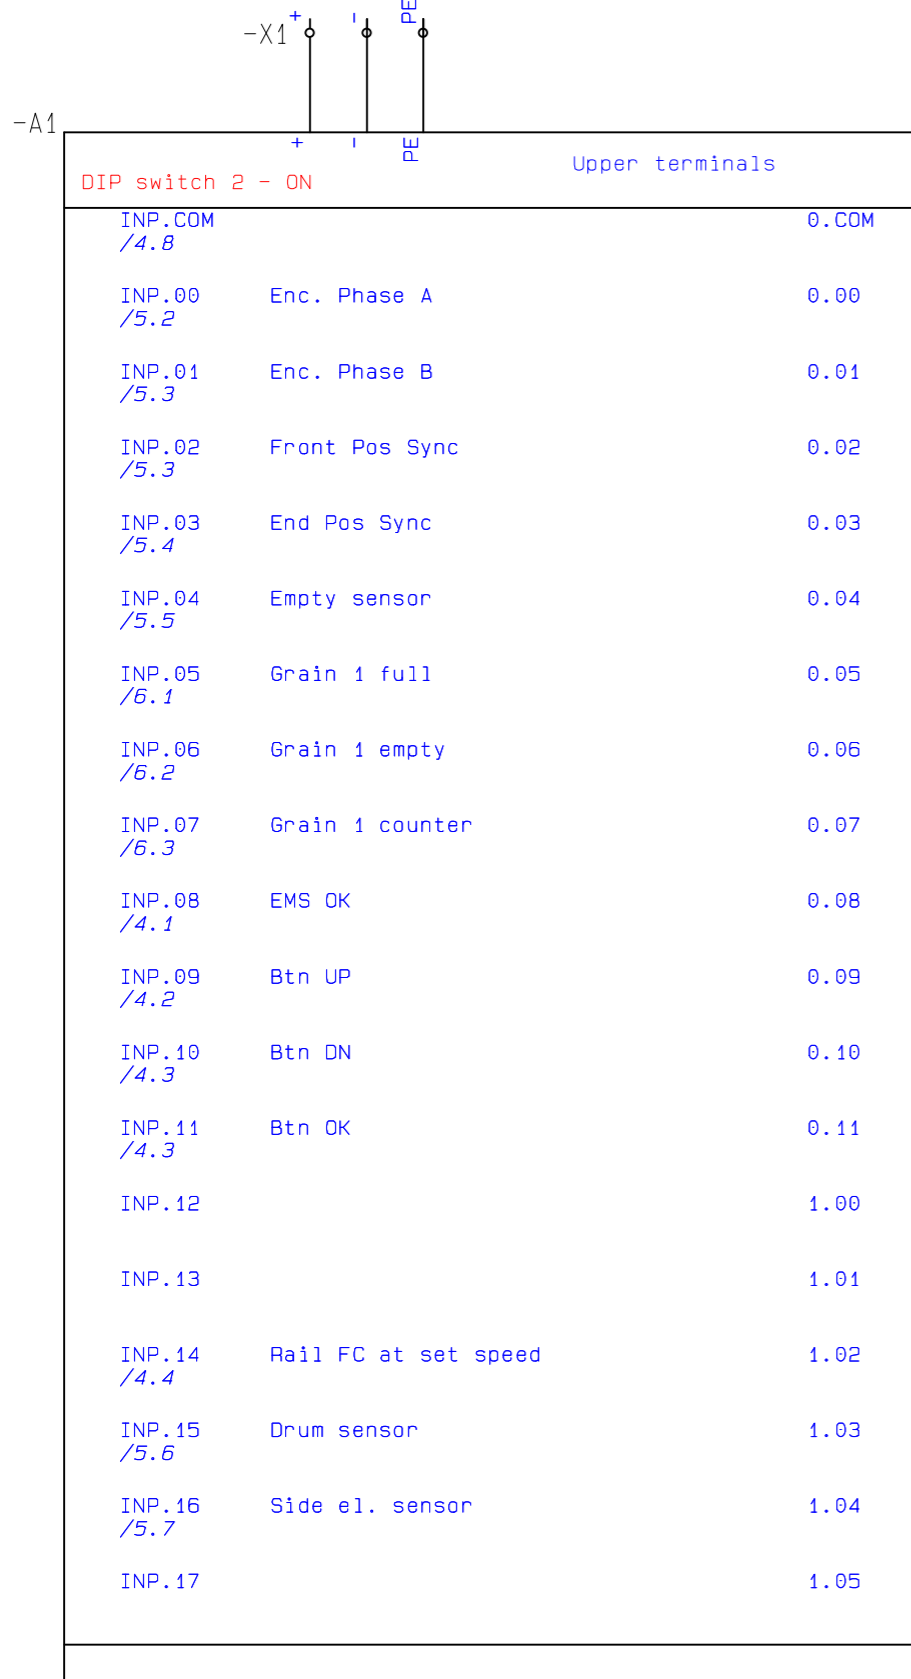 + - PE
-X1
-A1
+ - PE
Upper terminals
DIP switch 2 - ON
INP.COM 0.COM
/4.8
INP.00 Enc. Phase A 0.00
/5.2
INP.01 Enc. Phase B 0.01
/5.3
INP.02 Front Pos Sync 0.02
/5.3
INP.03 End Pos Sync 0.03
/5.4
INP.04 Empty sensor 0.04
/5.5
INP.05 Grain 1 full 0.05
/6.1
INP.06 Grain 1 empty 0.06
/6.2
INP.07 Grain 1 counter 0.07
/6.3
INP.08 EMS OK 0.08
/4.1
INP.09 Btn UP 0.09
/4.2
INP.10 Btn DN 0.10
/4.3
INP.11 Btn OK 0.11
/4.3
INP.12 1.00
INP.13 1.01
INP.14 Rail FC at set speed 1.02
/4.4
INP.15 Drum sensor 1.03
/5.6
INP.16 Side el. sensor 1.04
/5.7
INP.17 1.05